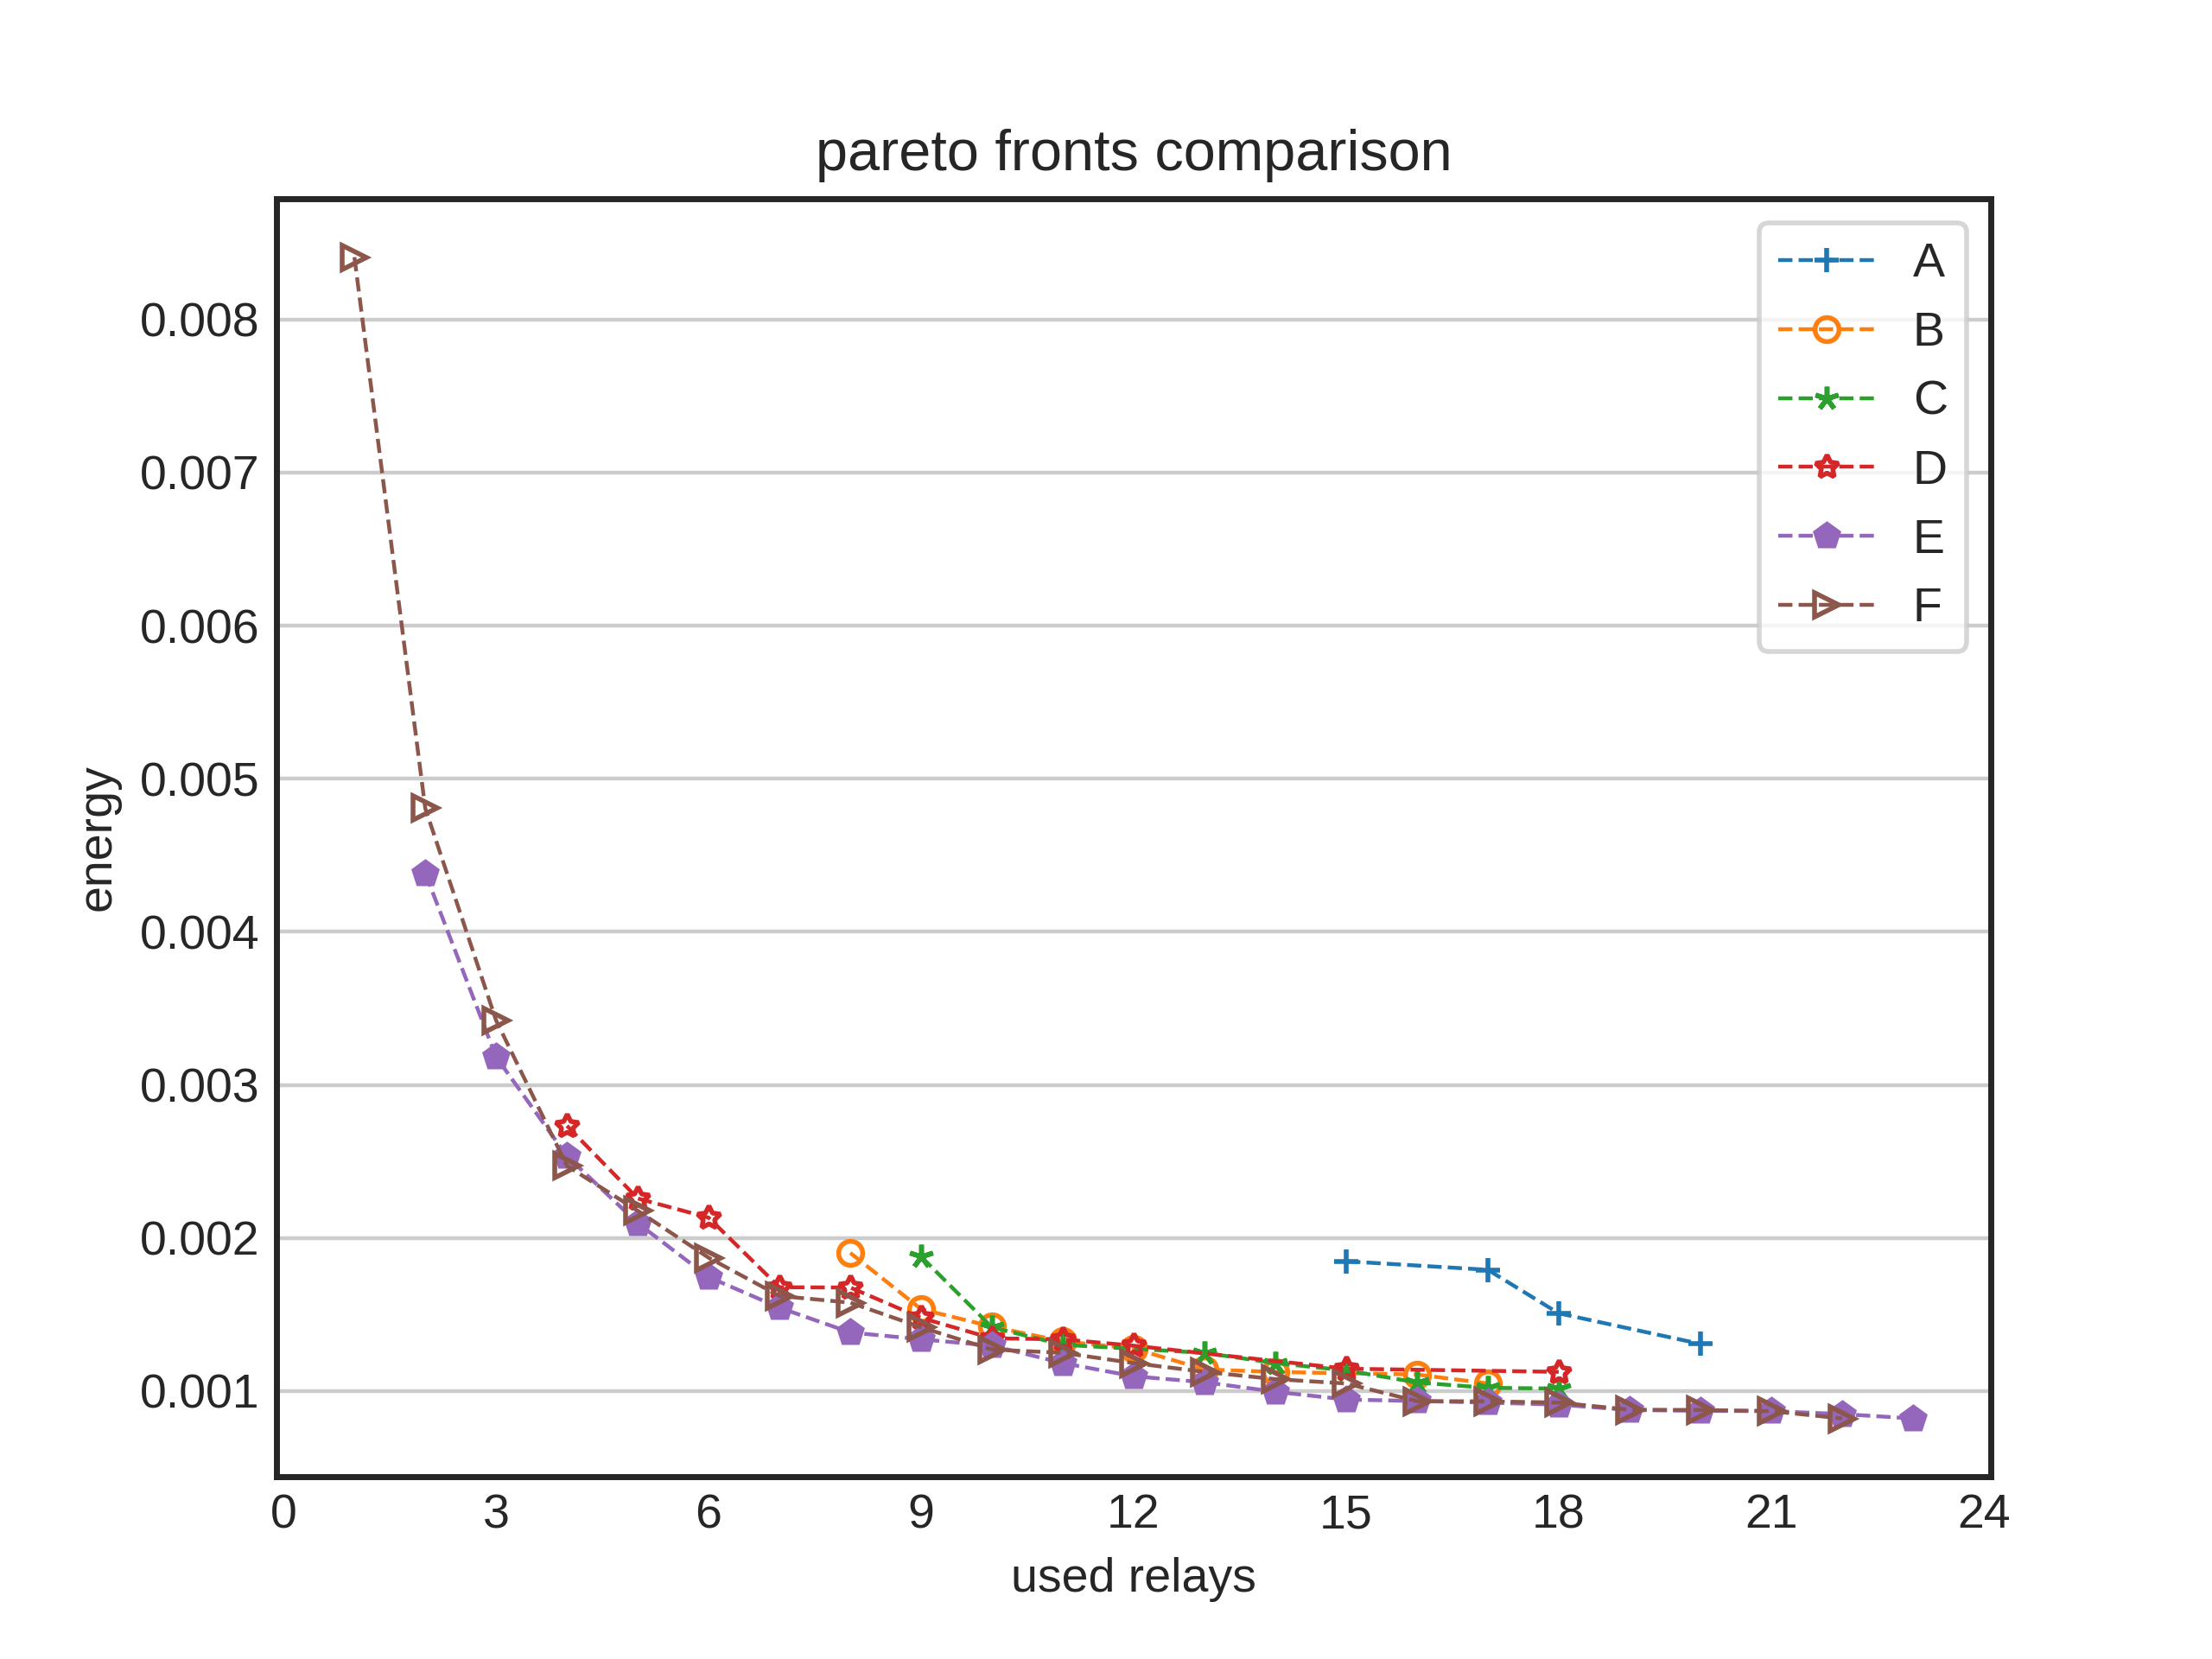 pareto fronts comparison
A
B
C
D
E
F
0.008
0.007
0.006
0.005
0.004
0.003
0.002
0.001
energy
0 3 6 9 12 15 18 21 24
used relays